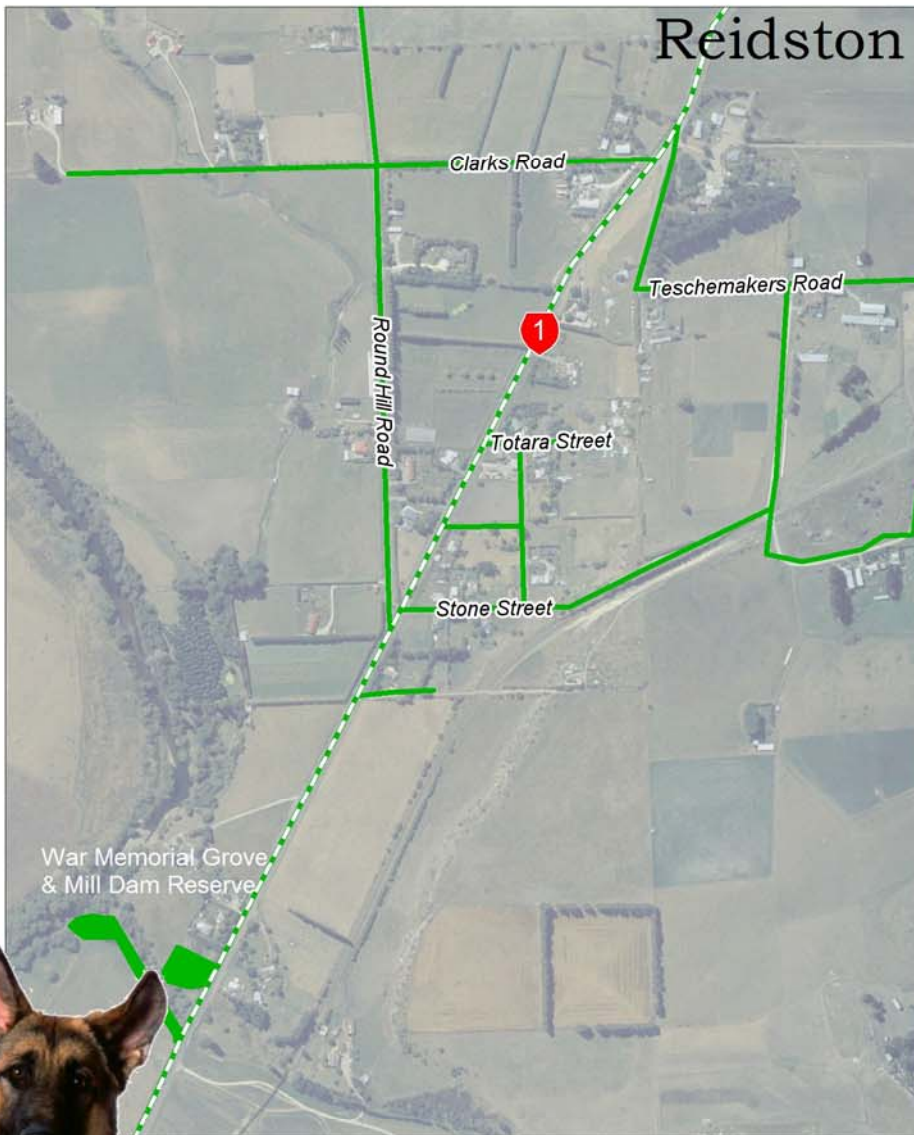 Reidston
Clarks Road
Teschemakers Road
1
Round Hill Road
Totara Street
Stone Street
War Memorial Grove
& Mill Dam Reserve